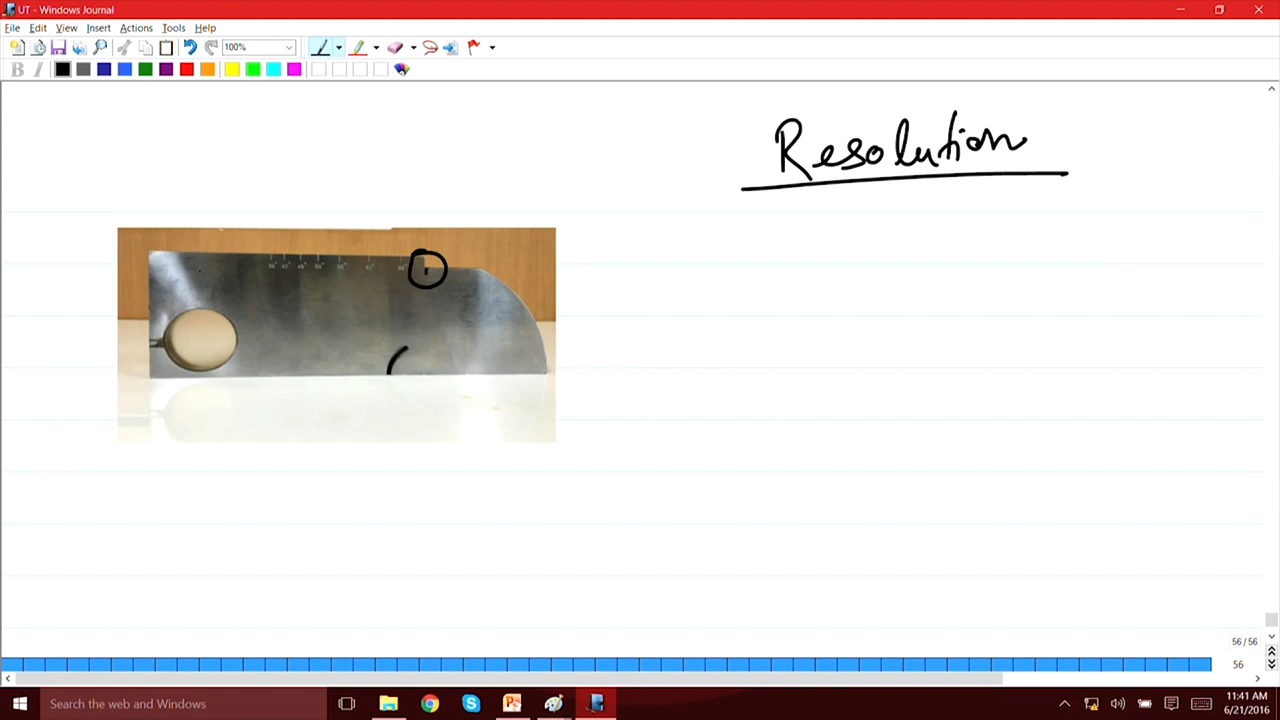 UT - Windows Journal
File Edit View Insert Actions Tools Help
100%
B I
Resolution
56 / 56
56
Search the web and Windows
11:41 AM
6/21/2016